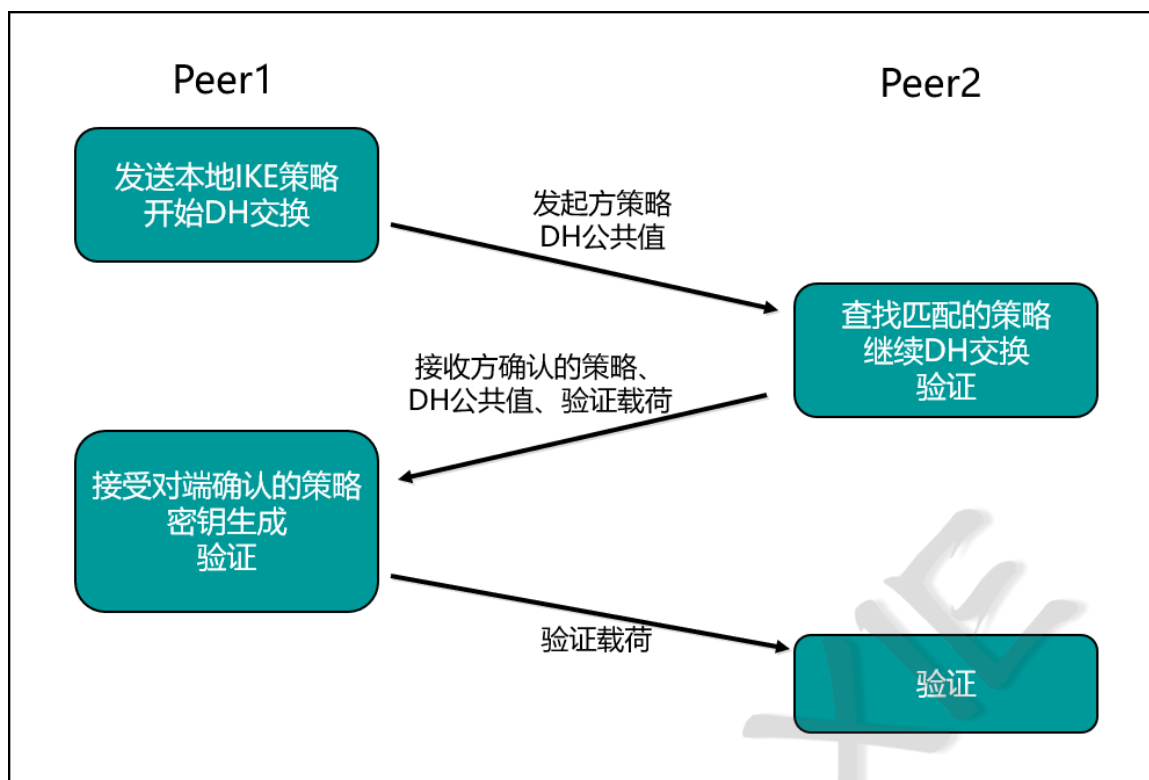 Peer1
Peer2
发送本地IKE策略
开始DH交换
发起方策略
DH公共值
查找匹配的策略
继续DH交换
验证
接收方确认的策略、
DH公共值、验证载荷
接受对端确认的策略
密钥生成
验证
验证载荷
验证